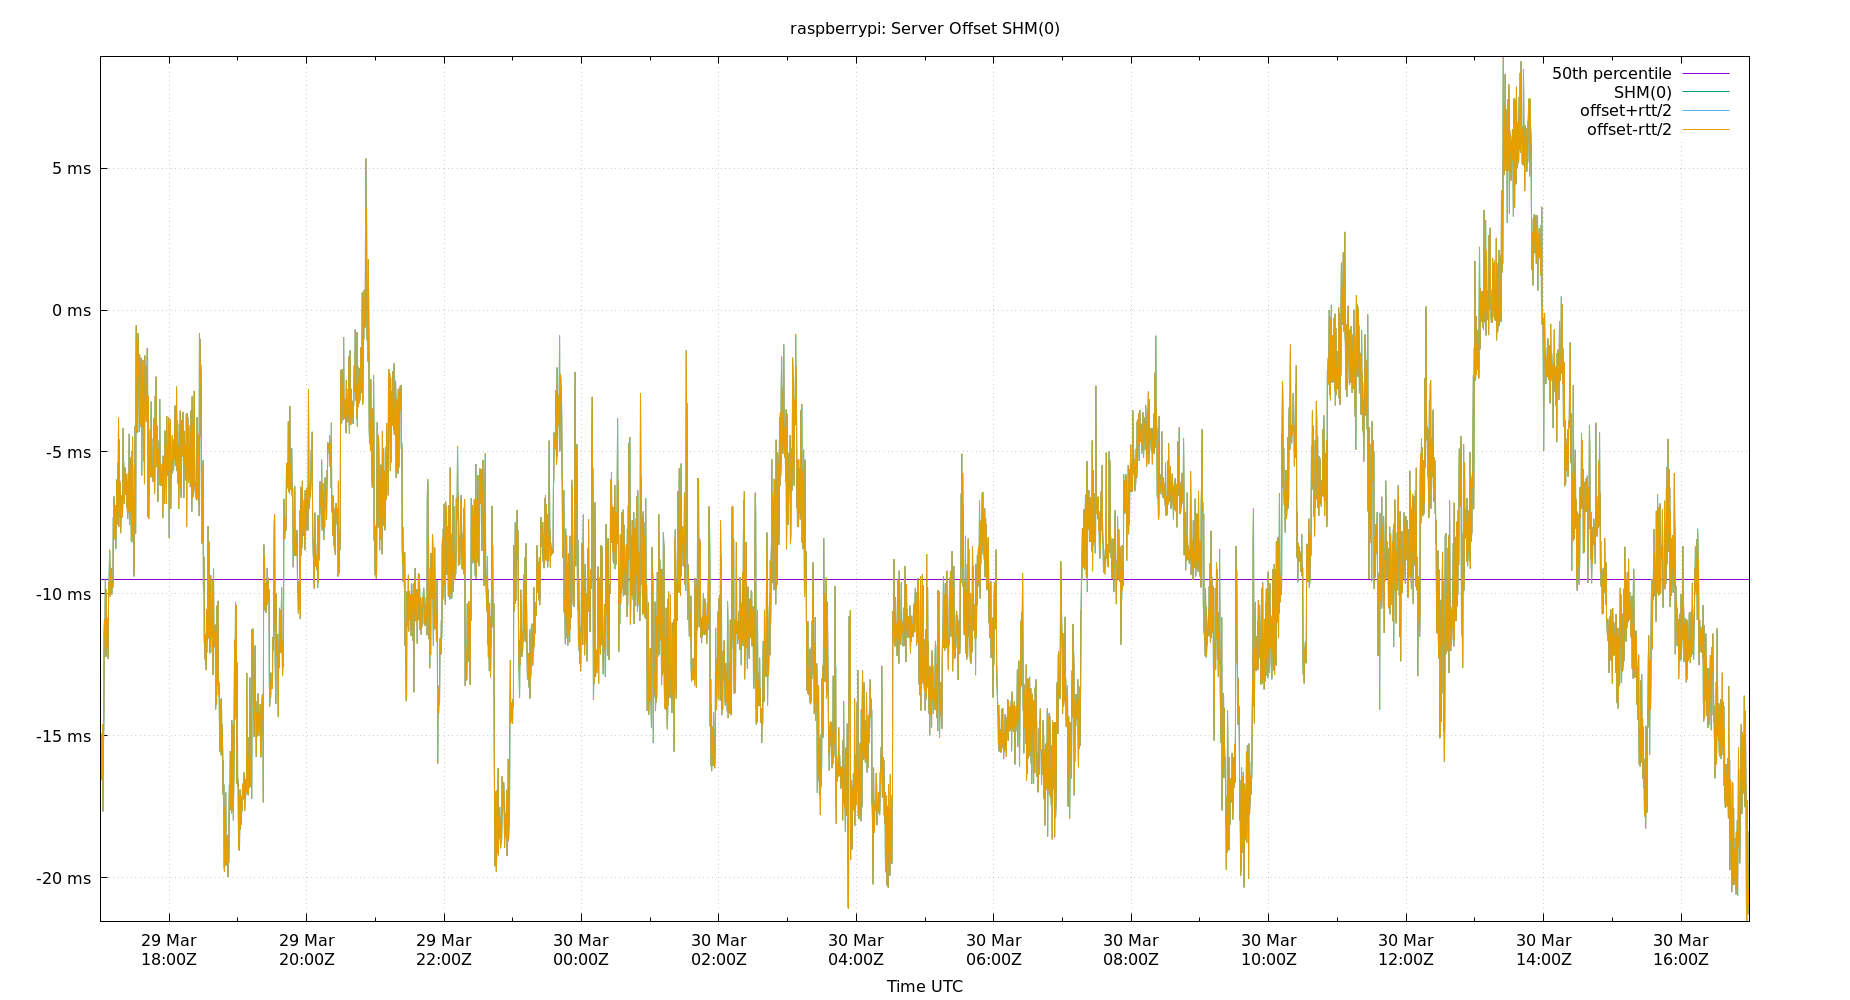 raspberrypi: Server Offset SHM(0)
50th percentile
SHM(0)
offset+rtt/2
offset-rtt/2
5 ms
0 ms
-5 ms
-10 ms
-15 ms
-20 ms
29 Mar 29 Mar 29 Mar 30 Mar 30 Mar 30 Mar 30 Mar 30 Mar 30 Mar 30 Mar 30 Mar 30 Mar
18:00Z 20:00Z 22:00Z 00:00Z 02:00Z 04:00Z 06:00Z 08:00Z 10:00Z 12:00Z 14:00Z 16:00Z
Time UTC